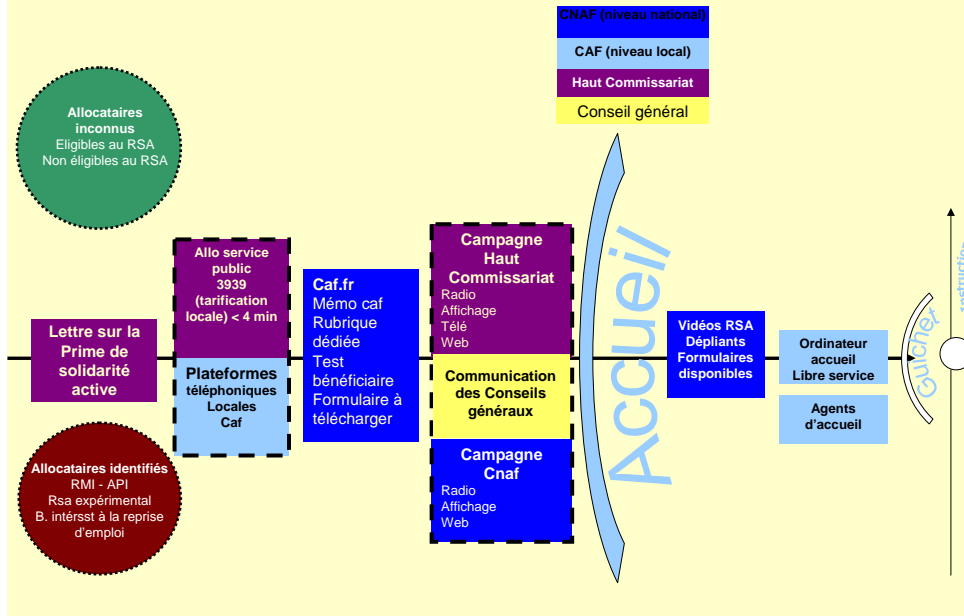 CNAF (niveau national)
CAF (niveau local)
Haut Commissariat
Conseil général
Allocataires
inconnus
Eligibles au RSA
Non éligibles au RSA
Lettre sur la
Prime de
solidarité
active
Allocataires identifiés
RMI - API
Rsa expérimental
B. intérsst à la reprise
d'emploi
Allo service
public
3939
(tarification
locale) < 4 min
Plateformes
téléphoniques
Locales
Caf
Caf.fr
Mémo caf
Rubrique
dédiée
Test
bénéficiaire
Formulaire à
télécharger
Campagne
Haut
Commissariat
Radio
Affichage
Télé
Web
Communication
des Conseils
généraux
Campagne
Cnaf
Radio
Affichage
Web
Accueil
Vidéos RSA
Dépliants
Formulaires
disponibles
Ordinateur
accueil
Libre service
Agents
d'accueil
Guichet
Instruction